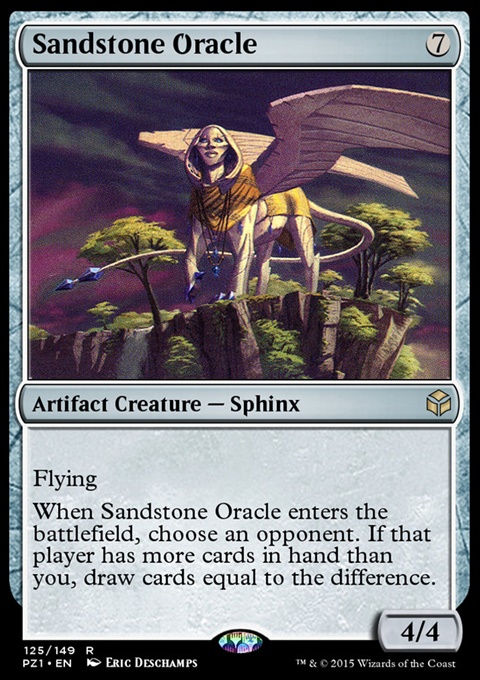 Sandstone Oracle 7
Artifact Creature — Sphinx
Flying
When Sandstone Oracle enters the
battlefield, choose an opponent. If that
player has more cards in hand than
you, draw cards equal to the difference.
4/4
125/149 R
PZ1 • EN Eric Deschamps
™ & © 2015 Wizards of the Coast